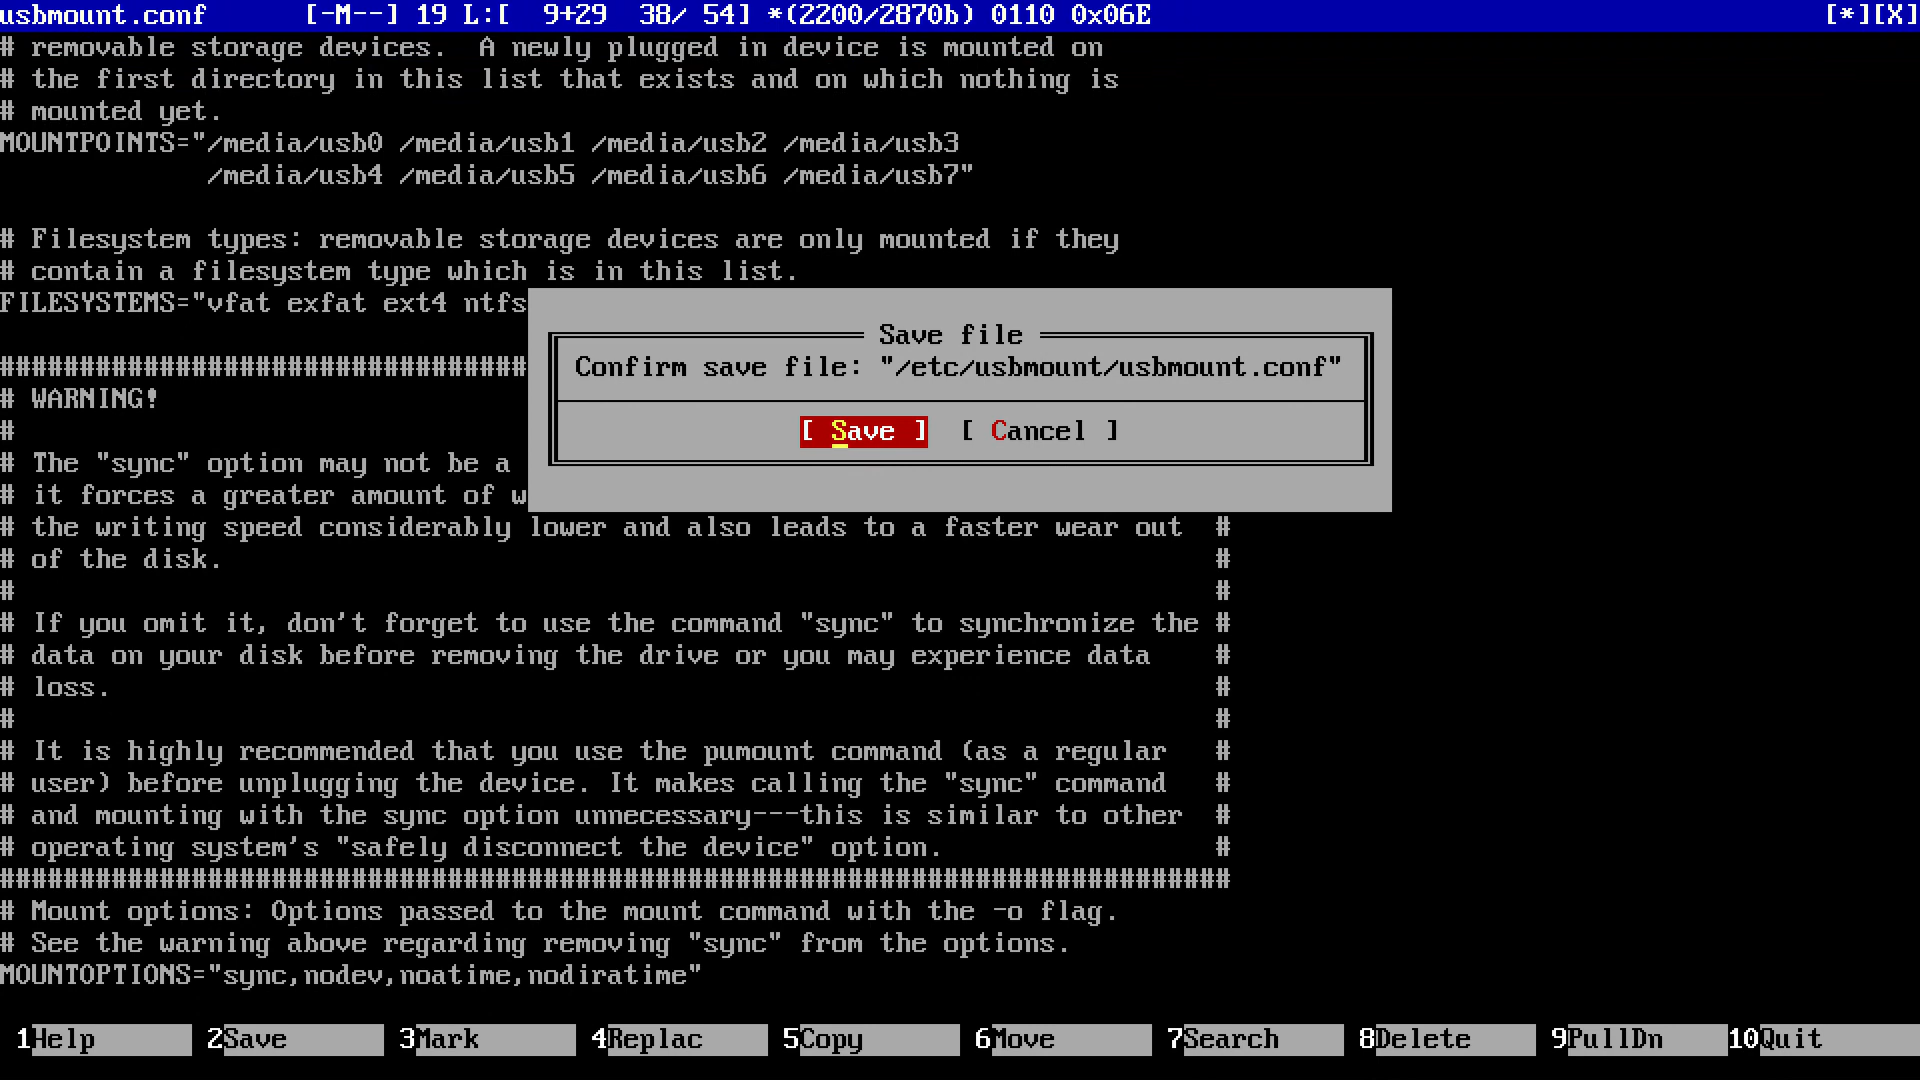 usbmount.conf      [-M--] 19 L:[  9+29  38/ 54] *(2200/2870b) 0110 0x06E [*][X]
# removable storage devices.  A newly plugged in device is mounted on
# the first directory in this list that exists and on which nothing is
# mounted yet.
MOUNTPOINTS="/media/usb0 /media/usb1 /media/usb2 /media/usb3
/media/usb4 /media/usb5 /media/usb6 /media/usb7"
# Filesystem types: removable storage devices are only mounted if they
# contain a filesystem type which is in this list.
FILESYSTEMS="vfat exfat ext4 ntfs
Save file
Confirm save file: "/etc/usbmount/usbmount.conf"
[ Save ]  [ Cancel ]
#################################
# WARNING!
#
# The "sync" option may not be a
# it forces a greater amount of w
# the writing speed considerably lower and also leads to a faster wear out  #
# of the disk.                                                              #
#                                                                           #
# If you omit it, don't forget to use the command "sync" to synchronize the #
# data on your disk before removing the drive or you may experience data    #
# loss.
#                                                                           #
# It is highly recommended that you use the pumount command (as a regular   #
# user) before unplugging the device. It makes calling the "sync" command   #
# and mounting with the sync option unnecessary---this is similar to other  #
# operating system's "safely disconnect the device" option.                 #
#############################################################################
# Mount options: Options passed to the mount command with the -o flag.
# See the warning above regarding removing "sync" from the options.
MOUNTOPTIONS="sync,nodev,noatime,nodiratime"
1Help 2Save 3Mark 4Replac 5Copy 6Move 7Search 8Delete 9PullDn 10Quit